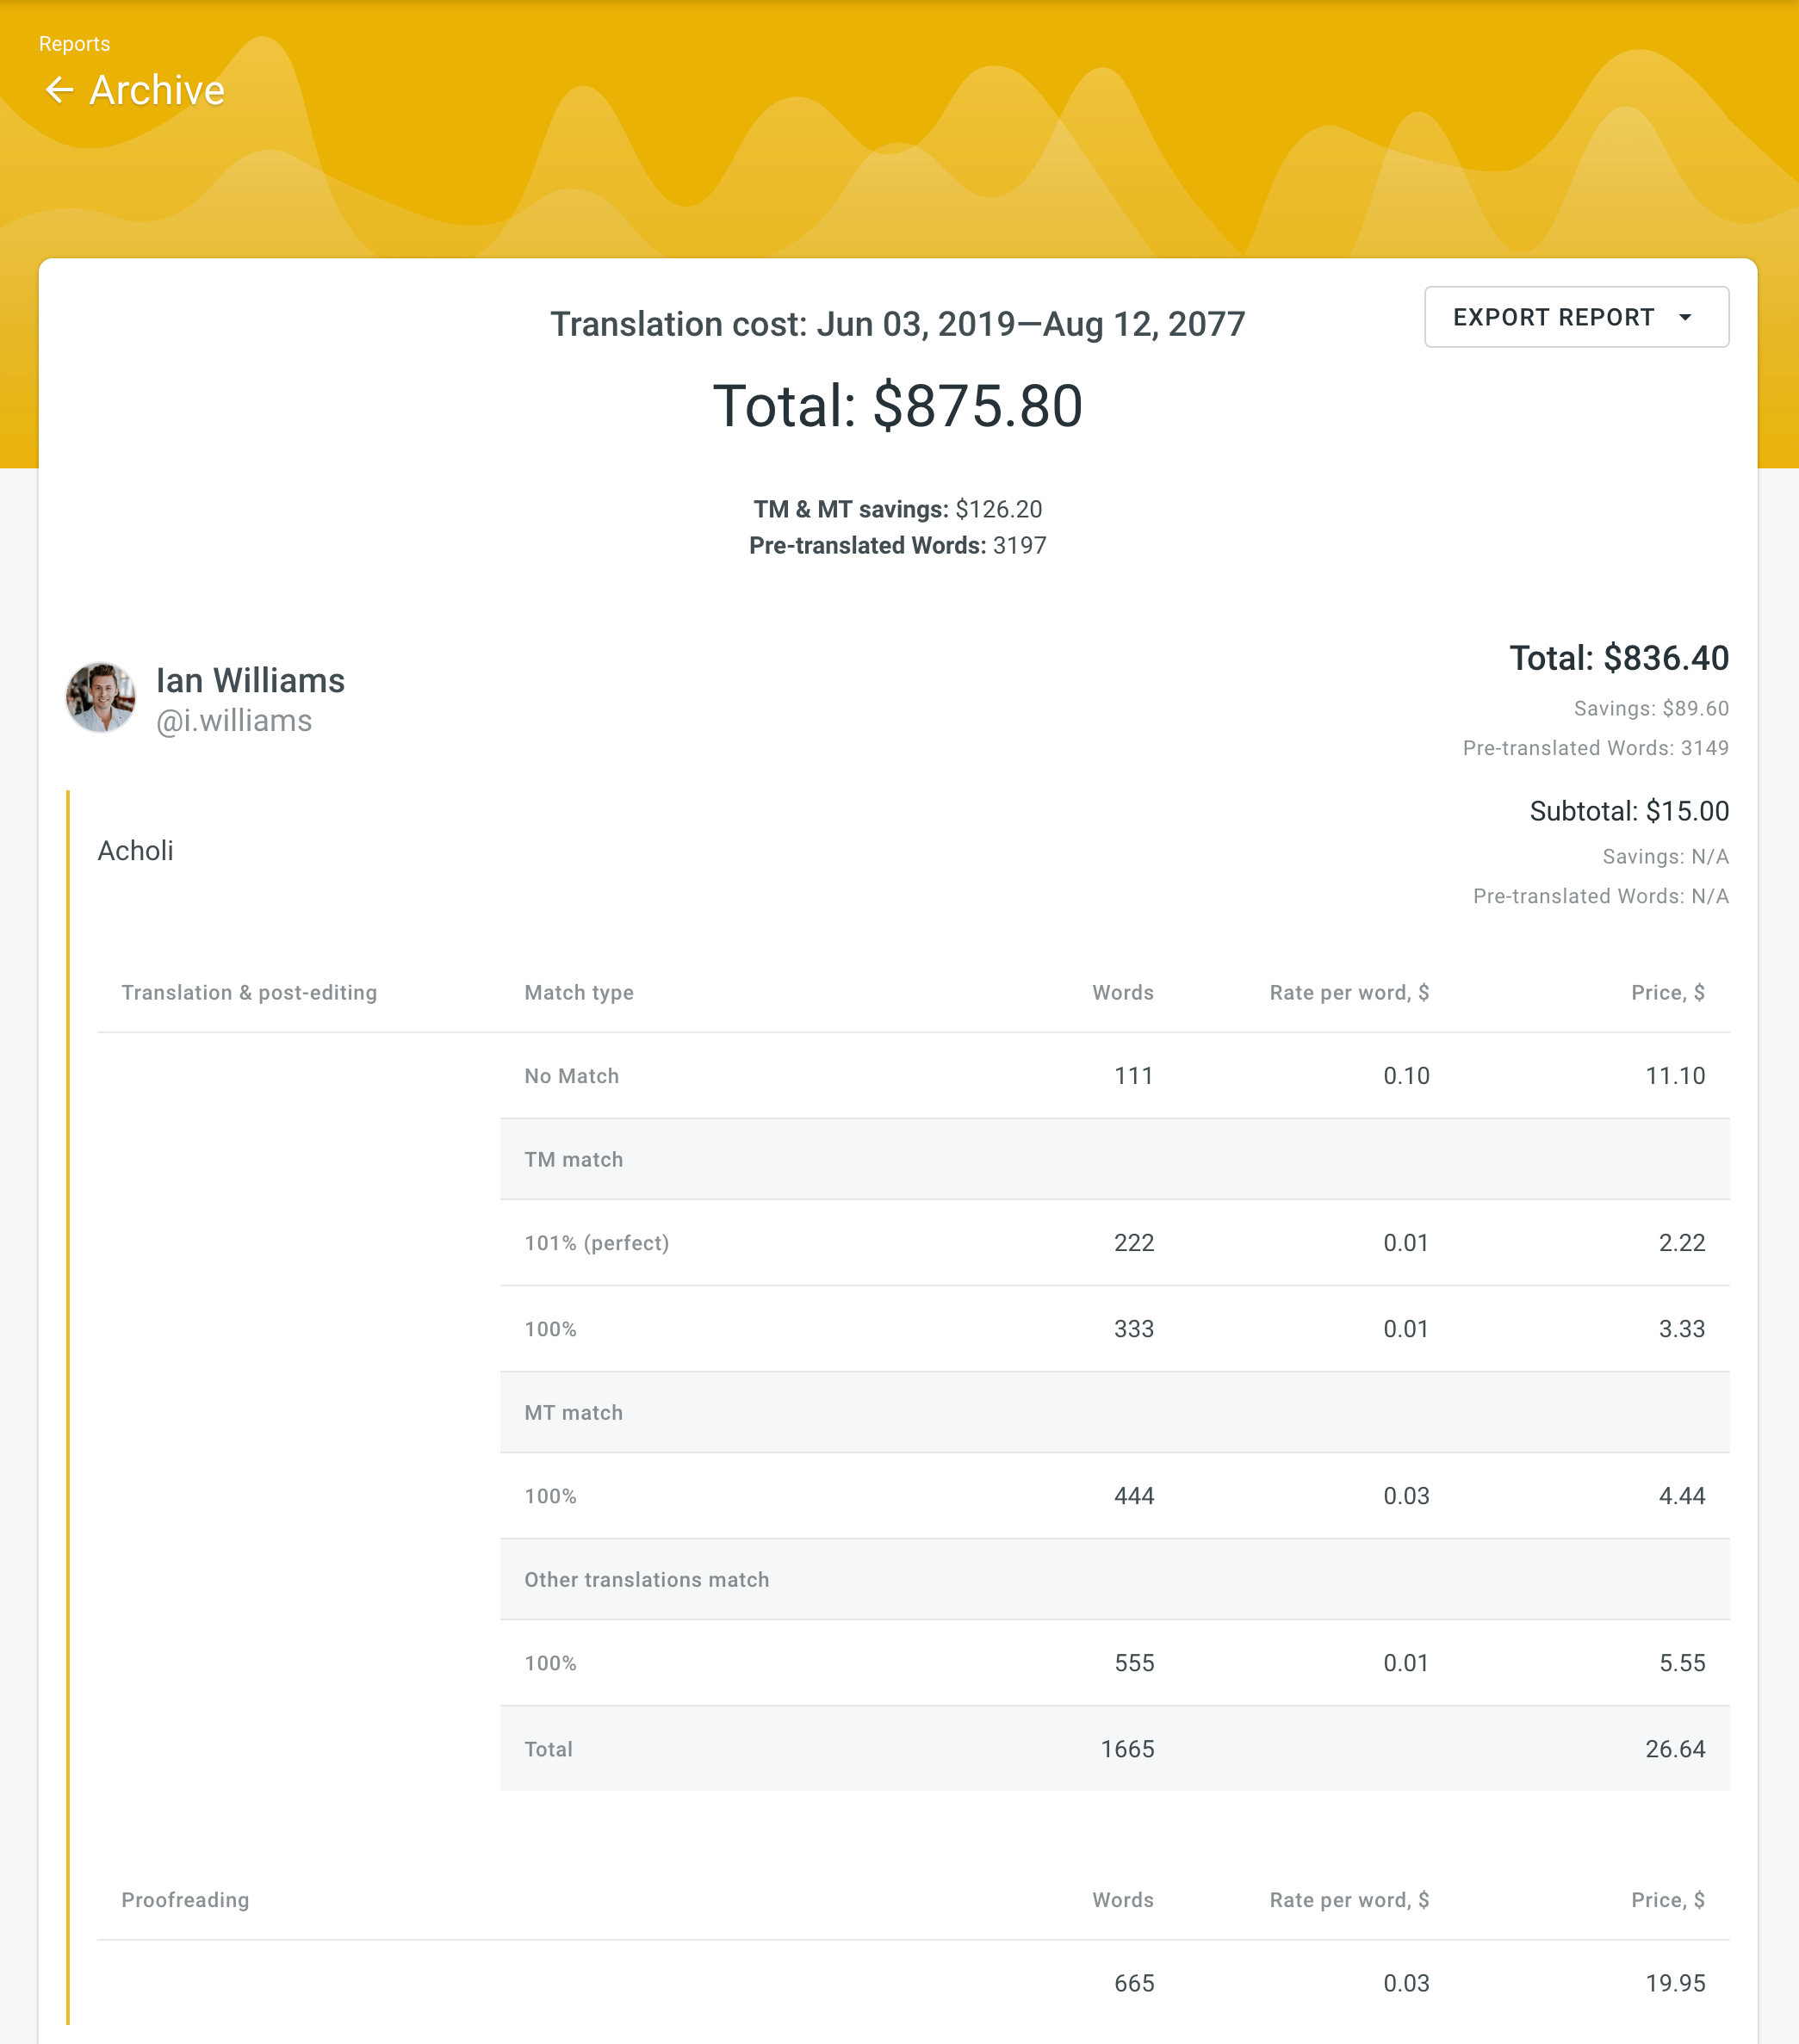 Reports
← Archive
Translation cost: Jun 03, 2019—Aug 12, 2077
EXPORT REPORT
Total: $875.80
TM & MT savings: $126.20
Pre-translated Words: 3197
Ian Williams
@i.williams
Total: $836.40
Savings: $89.60
Pre-translated Words: 3149
Acholi
Subtotal: $15.00
Savings: N/A
Pre-translated Words: N/A
Translation & post-editing Match type Words Rate per word, $ Price, $
No Match 111 0.10 11.10
TM match
101% (perfect) 222 0.01 2.22
100% 333 0.01 3.33
MT match
100% 444 0.03 4.44
Other translations match
100% 555 0.01 5.55
Total 1665 26.64
Proofreading Words Rate per word, $ Price, $
665 0.03 19.95